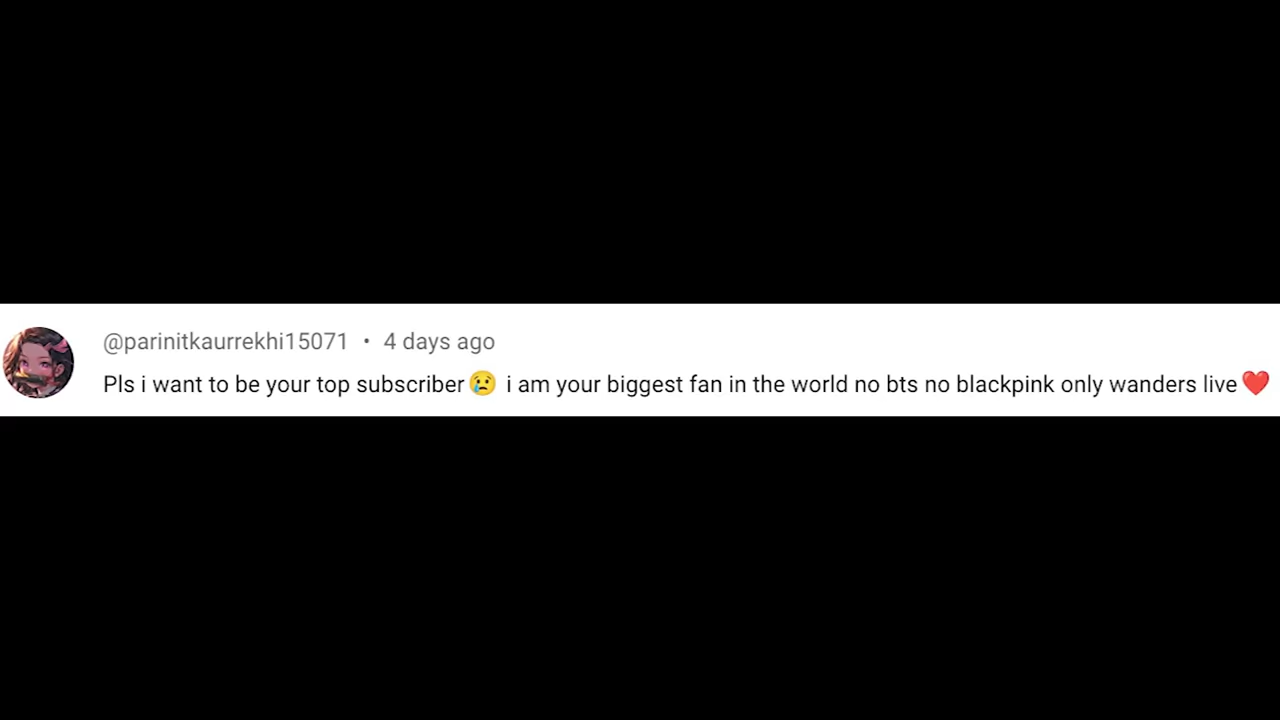 @parinitkaurrekhi15071 • 4 days ago
Pls i want to be your top subscriber😢 i am your biggest fan in the world no bts no blackpink only wanders live❤️